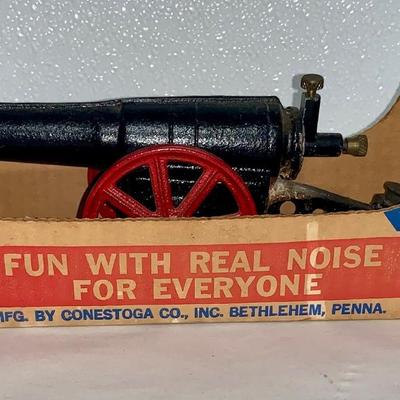 FUN WITH REAL NOISE
FOR EVERYONE
MFG. BY CONESTOGA CO., INC. BETHLEHEM, PENNA.